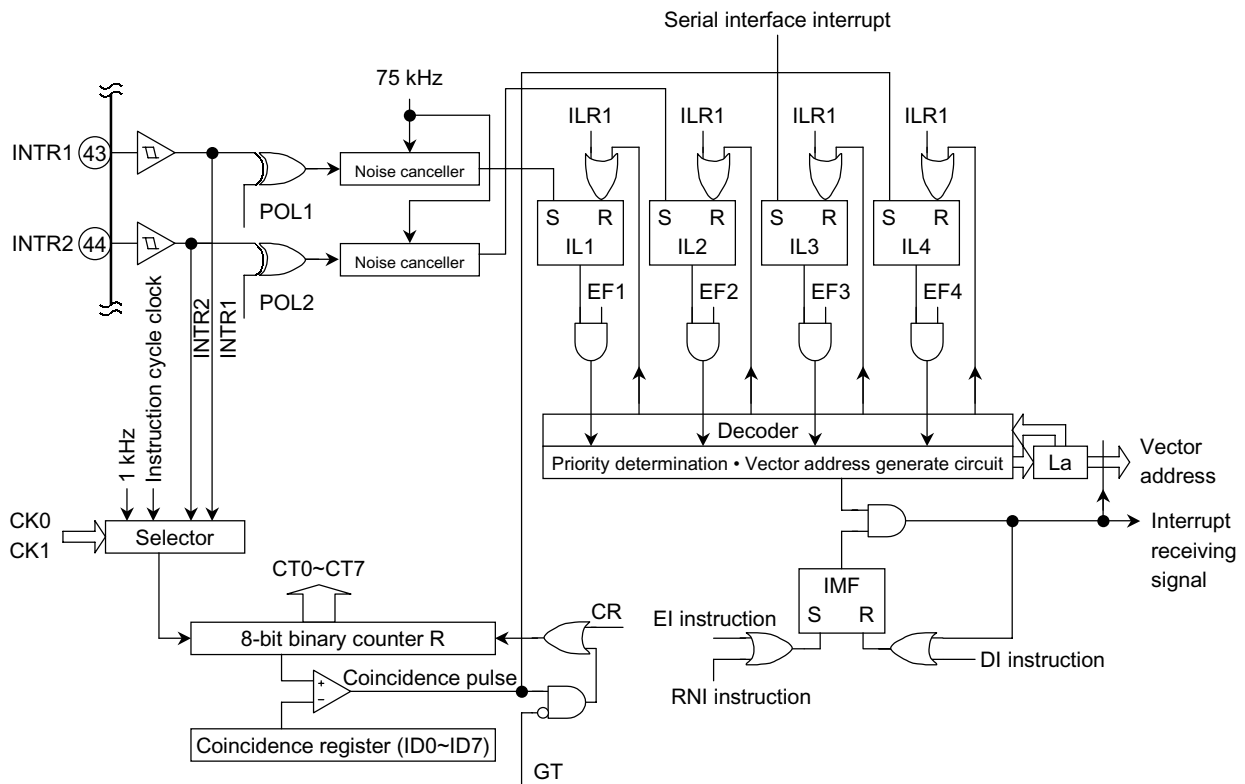 Serial interface interrupt
75 kHz
ILR1
ILR1
ILR1
ILR1
INTR1
43
Noise canceller
POL1
S R
IL1
S R
IL2
S R
IL3
S R
IL4
INTR2
44
Noise canceller
POL2
EF1
EF2
EF3
EF4
1 kHz
Instruction cycle clock
INTR2
INTR1
Decoder
Priority determination • Vector address generate circuit
La
Vector
address
CK0
CK1
Selector
Interrupt
receiving
signal
CT0~CT7
IMF
S R
CR
EI instruction
8-bit binary counter R
DI instruction
RNI instruction
+
−
Coincidence pulse
Coincidence register (ID0~ID7)
GT